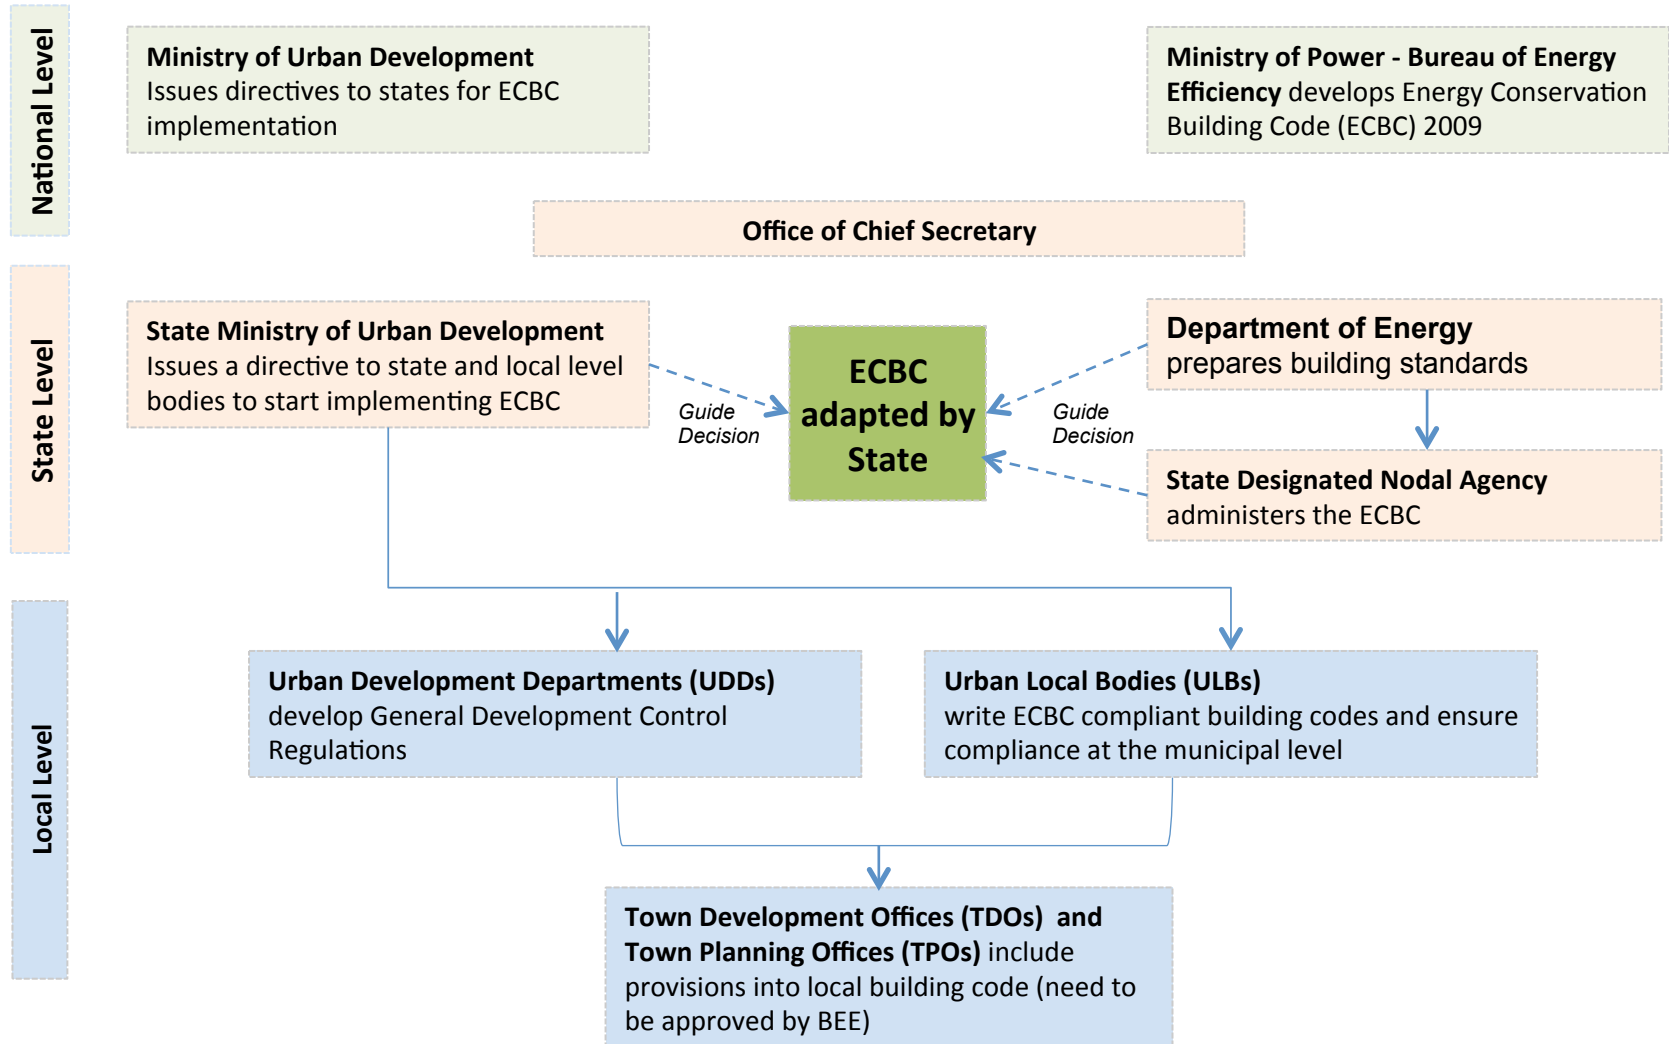 National Level
Ministry of Urban Development
Issues directives to states for ECBC
implementation
Ministry of Power - Bureau of Energy
Efficiency develops Energy Conservation
Building Code (ECBC) 2009
Office of Chief Secretary
State Level
State Ministry of Urban Development
Issues a directive to state and local level
bodies to start implementing ECBC
Guide
Decision
ECBC
adapted by
State
Guide
Decision
Department of Energy
prepares building standards
State Designated Nodal Agency
administers the ECBC
Local Level
Urban Development Departments (UDDs)
develop General Development Control
Regulations
Urban Local Bodies (ULBs)
write ECBC compliant building codes and ensure
compliance at the municipal level
Town Development Offices (TDOs) and
Town Planning Offices (TPOs) include
provisions into local building code (need to
be approved by BEE)